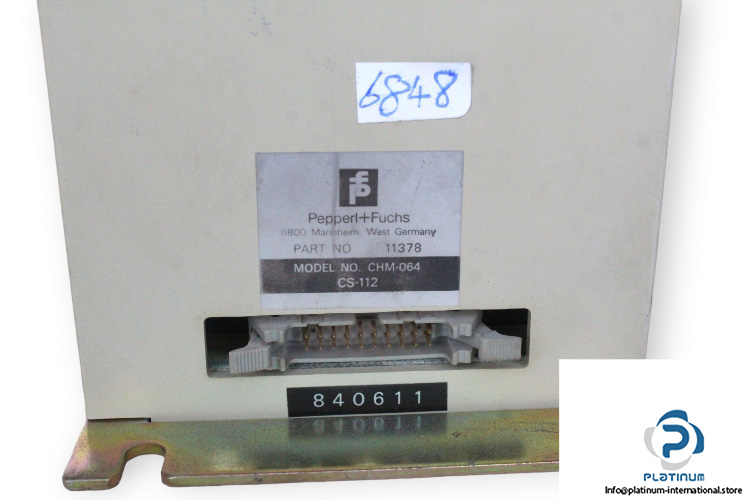 6848
Pepperl+Fuchs
6800 Mannheim, West Germany
PART NO. 11378
MODEL NO. CHM-064
CS-112
840611
PLATINUM
Info@platinum-international.store